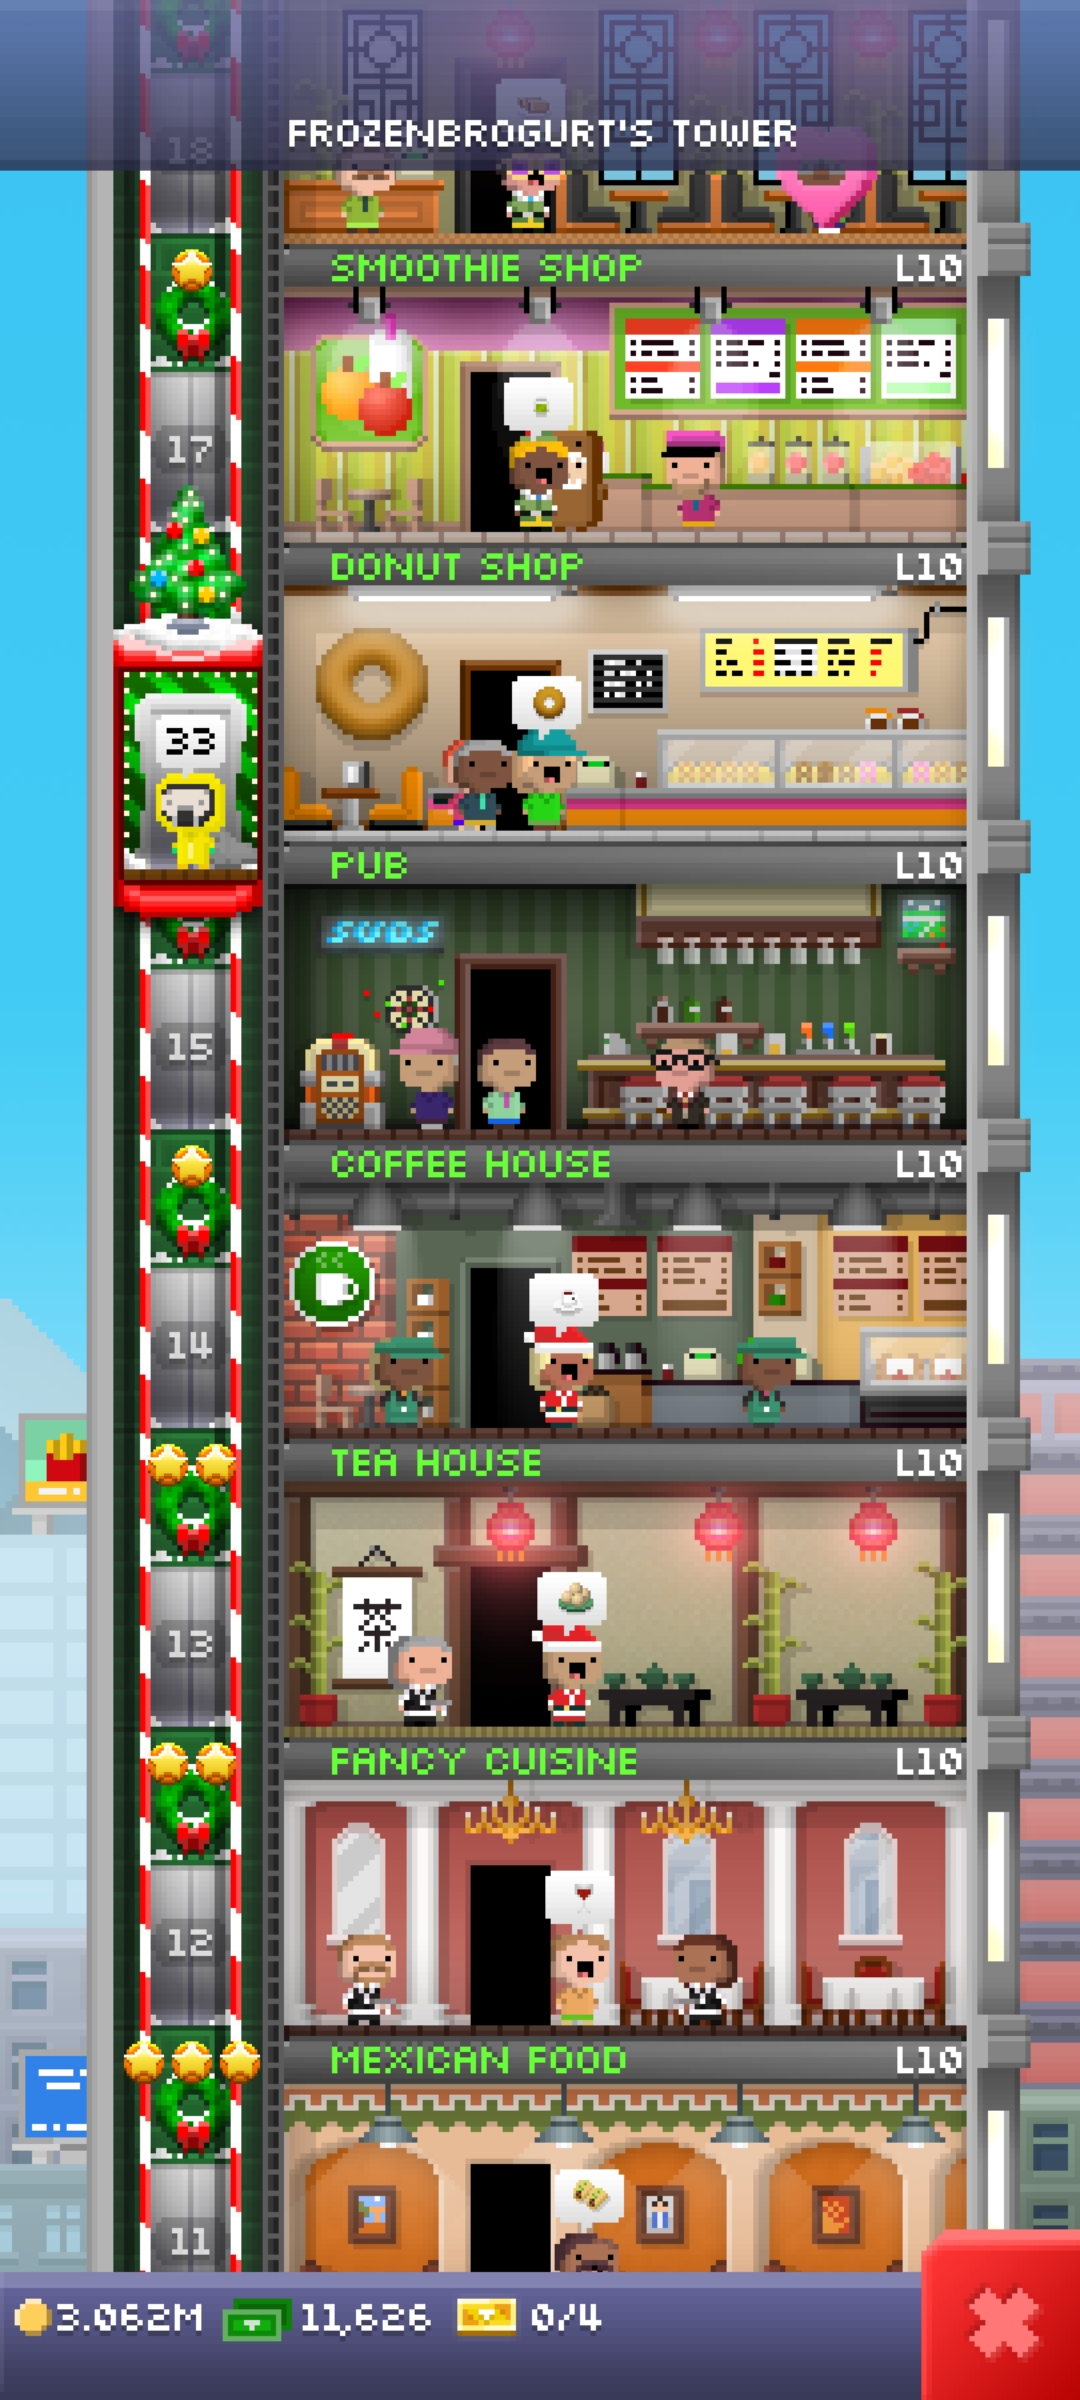 FROZENBROGURT'S TOWER
18
SMOOTHIE SHOP L10
17
DONUT SHOP L10
33
PUB L10
SUDS
15
COFFEE HOUSE L10
14
TEA HOUSE L10
茶
13
FANCY CUISINE L10
12
MEXICAN FOOD L10
11
3.062M 11,626 0/4